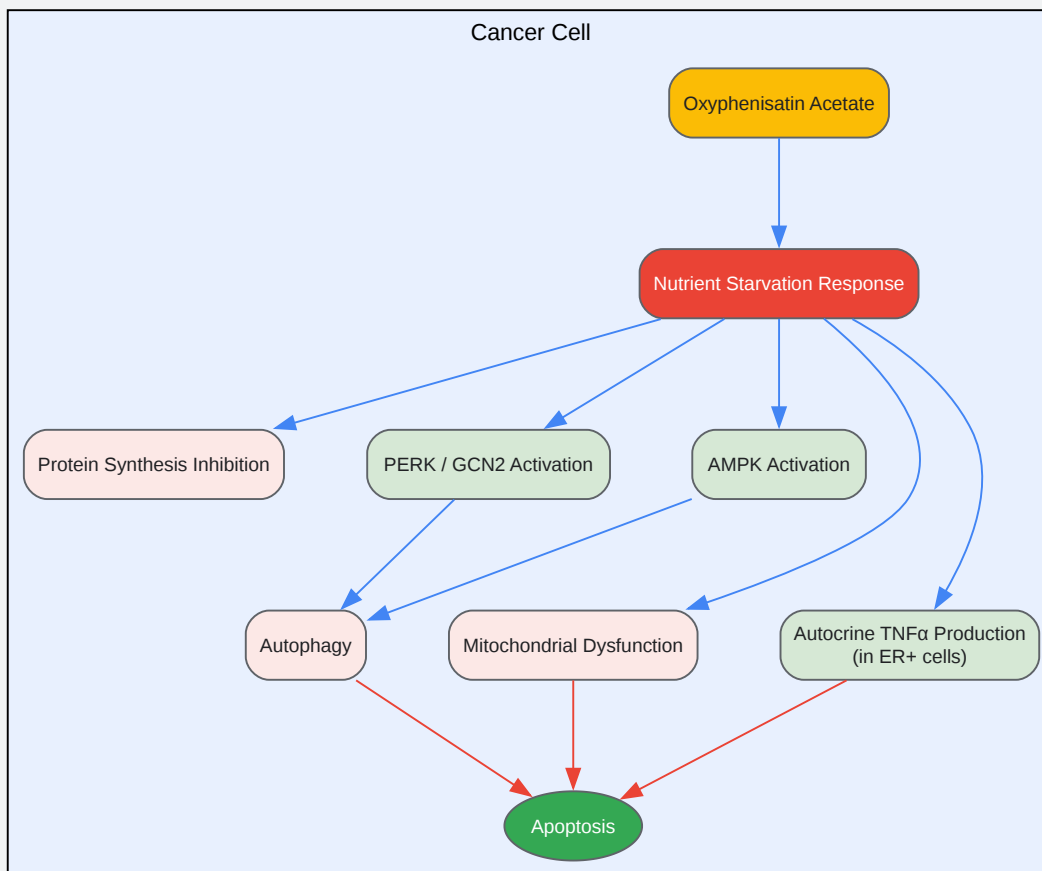 Cancer Cell
Oxyphenisatin Acetate
Nutrient Starvation Response
Protein Synthesis Inhibition
PERK / GCN2 Activation
AMPK Activation
Autophagy
Mitochondrial Dysfunction
Autocrine TNFα Production
(in ER+ cells)
Apoptosis